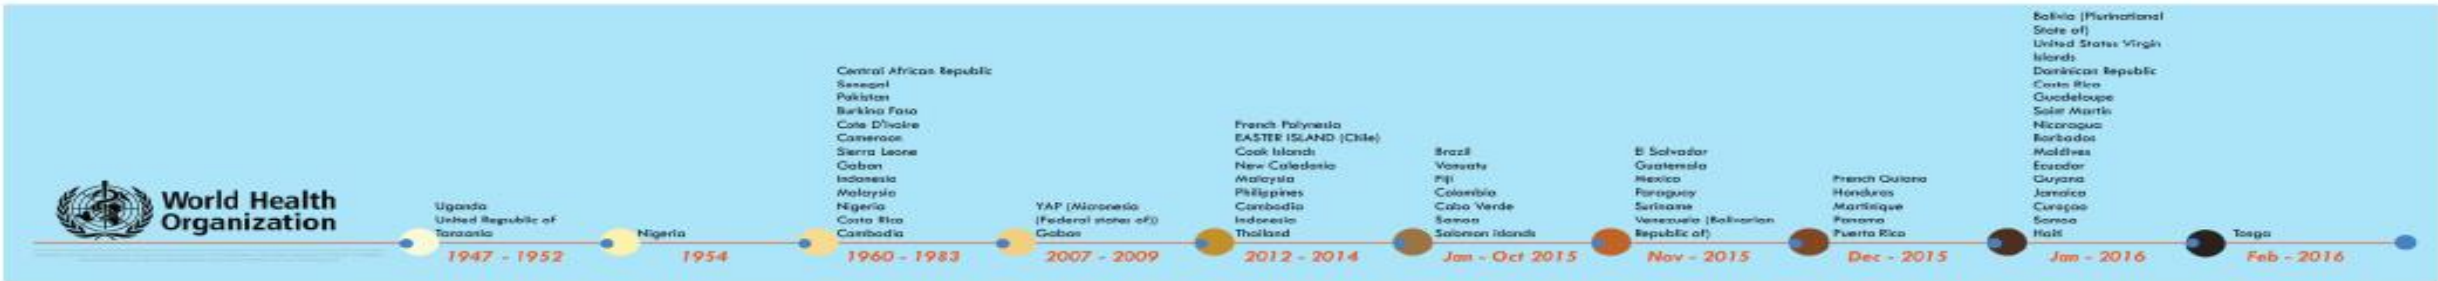 World Health
Organization
Uganda
United Republic of
Tanzania
1947 - 1952
Nigeria
1954
Central African Republic
Senegal
Pakistan
Burkina Faso
Cote D'Ivoire
Cameroon
Sierra Leone
Gabon
Indonesia
Malaysia
Nigeria
Costa Rica
Cambodia
1960 - 1983
YAP (Micronesia
(Federal states of))
Gabon
2007 - 2009
French Polynesia
EASTER ISLAND (Chile)
Cook Islands
New Caledonia
Malaysia
Philippines
Cambodia
Indonesia
Thailand
2012 - 2014
Brazil
Vanuatu
Fiji
Colombia
Cabo Verde
Samoa
Solomon Islands
Jan - Oct 2015
El Salvador
Guatemala
Mexico
Paraguay
Suriname
Venezuela (Bolivarian
Republic of)
Nov - 2015
French Guiana
Honduras
Martinique
Panama
Puerto Rico
Dec - 2015
Bolivia (Plurinational
State of)
United States Virgin
Islands
Dominican Republic
Costa Rica
Guadeloupe
Saint Martin
Nicaragua
Barbados
Maldives
Ecuador
Guyana
Jamaica
Curaçao
Samoa
Haiti
Jan - 2016
Tonga
Feb - 2016